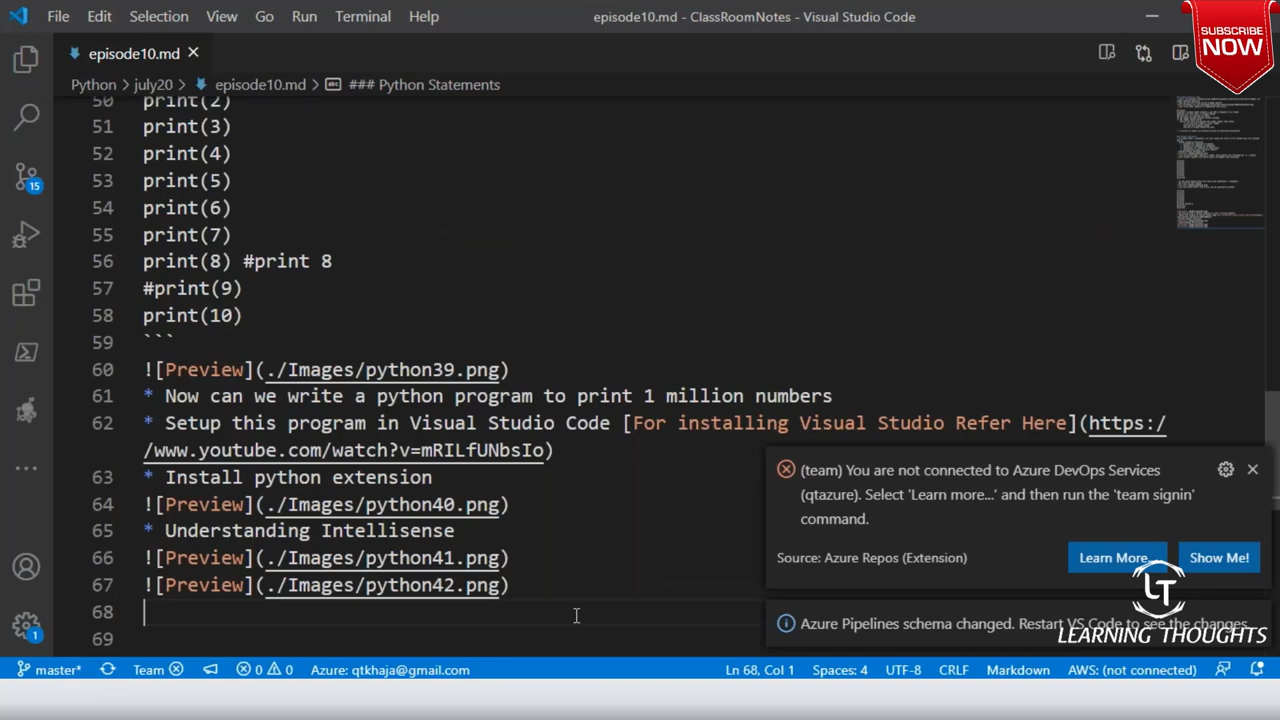 File Edit Selection View Go Run Terminal Help
episode10.md - ClassRoomNotes - Visual Studio Code
SUBSCRIBE
NOW
episode10.md
Python > july20 > episode10.md > ### Python Statements
50 print(2)
51 print(3)
52 print(4)
53 print(5)
54 print(6)
55 print(7)
56 print(8) #print 8
57 #print(9)
58 print(10)
59 ```
60 ![Preview](./Images/python39.png)
61 * Now can we write a python program to print 1 million numbers
62 * Setup this program in Visual Studio Code [For installing Visual Studio Refer Here](https:/
/www.youtube.com/watch?v=mRILfUNbsIo)
63 * Install python extension
64 ![Preview](./Images/python40.png)
65 * Understanding Intellisense
66 ![Preview](./Images/python41.png)
67 ![Preview](./Images/python42.png)
68
69
15
1
(team) You are not connected to Azure DevOps Services
(qtazure). Select 'Learn more...' and then run the 'team signin'
command.
Source: Azure Repos (Extension)
Learn More... Show Me!
Azure Pipelines schema changed. Restart VS Code to see the changes.
LT
LEARNING THOUGHTS
master* Team 0 0 Azure: qtkhaja@gmail.com Ln 68, Col 1 Spaces: 4 UTF-8 CRLF Markdown AWS: (not connected)